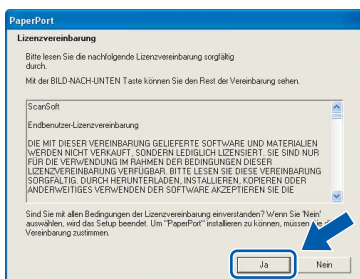 PaperPort
Lizenzvereinbarung
Bitte lesen Sie die nachfolgende Lizenzvereinbarung sorgfältig
durch.
Mit der BILD-NACH-UNTEN Taste können Sie den Rest der Vereinbarung sehen.
ScanSoft
Endbenutzer-Lizenzvereinbarung
DIE MIT DIESER VEREINBARUNG GELIEFERTE SOFTWARE UND MATERIALIEN
WERDEN NICHT VERKAUFT, SONDERN LEDIGLICH LIZENSIERT. SIE SIND NUR
FÜR DIE VERWENDUNG IM RAHMEN DER BEDINGUNGEN DIESER
LIZENZVEREINBARUNG VERFÜGBAR. BITTE LESEN SIE DIESE VEREINBARUNG
SORGFÄLTIG. DURCH HERUNTERLADEN, INSTALLIEREN, KOPIEREN ODER
ANDERWEITIGES VERWENDEN DER SOFTWARE AKZEPTIEREN SIE DIE
Sind Sie mit allen Bedingungen der Lizenzvereinbarung einverstanden? Wenn Sie 'Nein'
auswählen, wird das Setup beendet. Um "PaperPort" installieren zu können, müssen Sie
Vereinbarung zustimmen.
Ja
Nein